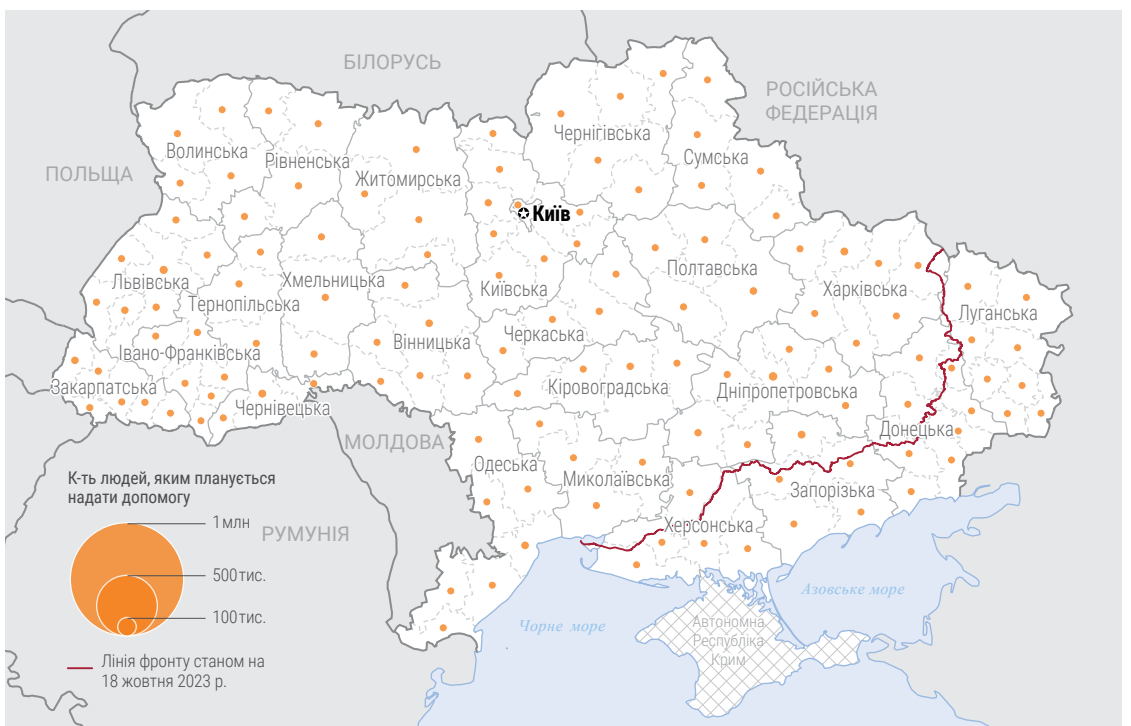 БІЛОРУСЬ
РОСІЙСЬКА
ФЕДЕРАЦІЯ
ПОЛЬЩА
Волинська
Рівненська
Житомирська
Чернігівська
Сумська
Київ
Львівська
Тернопільська
Хмельницька
Київська
Полтавська
Харківська
Луганська
Черкаська
Вінницька
Івано-Франківська
Закарпатська
Чернівецька
Кіровоградська
Дніпропетровська
Донецька
МОЛДОВА
Одеська
Миколаївська
Запорізька
Херсонська
РУМУНІЯ
К-ть людей, яким планується
надати допомогу
1 млн
500 тис.
100 тис.
Лінія фронту станом на
18 жовтня 2023 р.
Чорне море
Азовське море
Автономна
Республіка
Крим